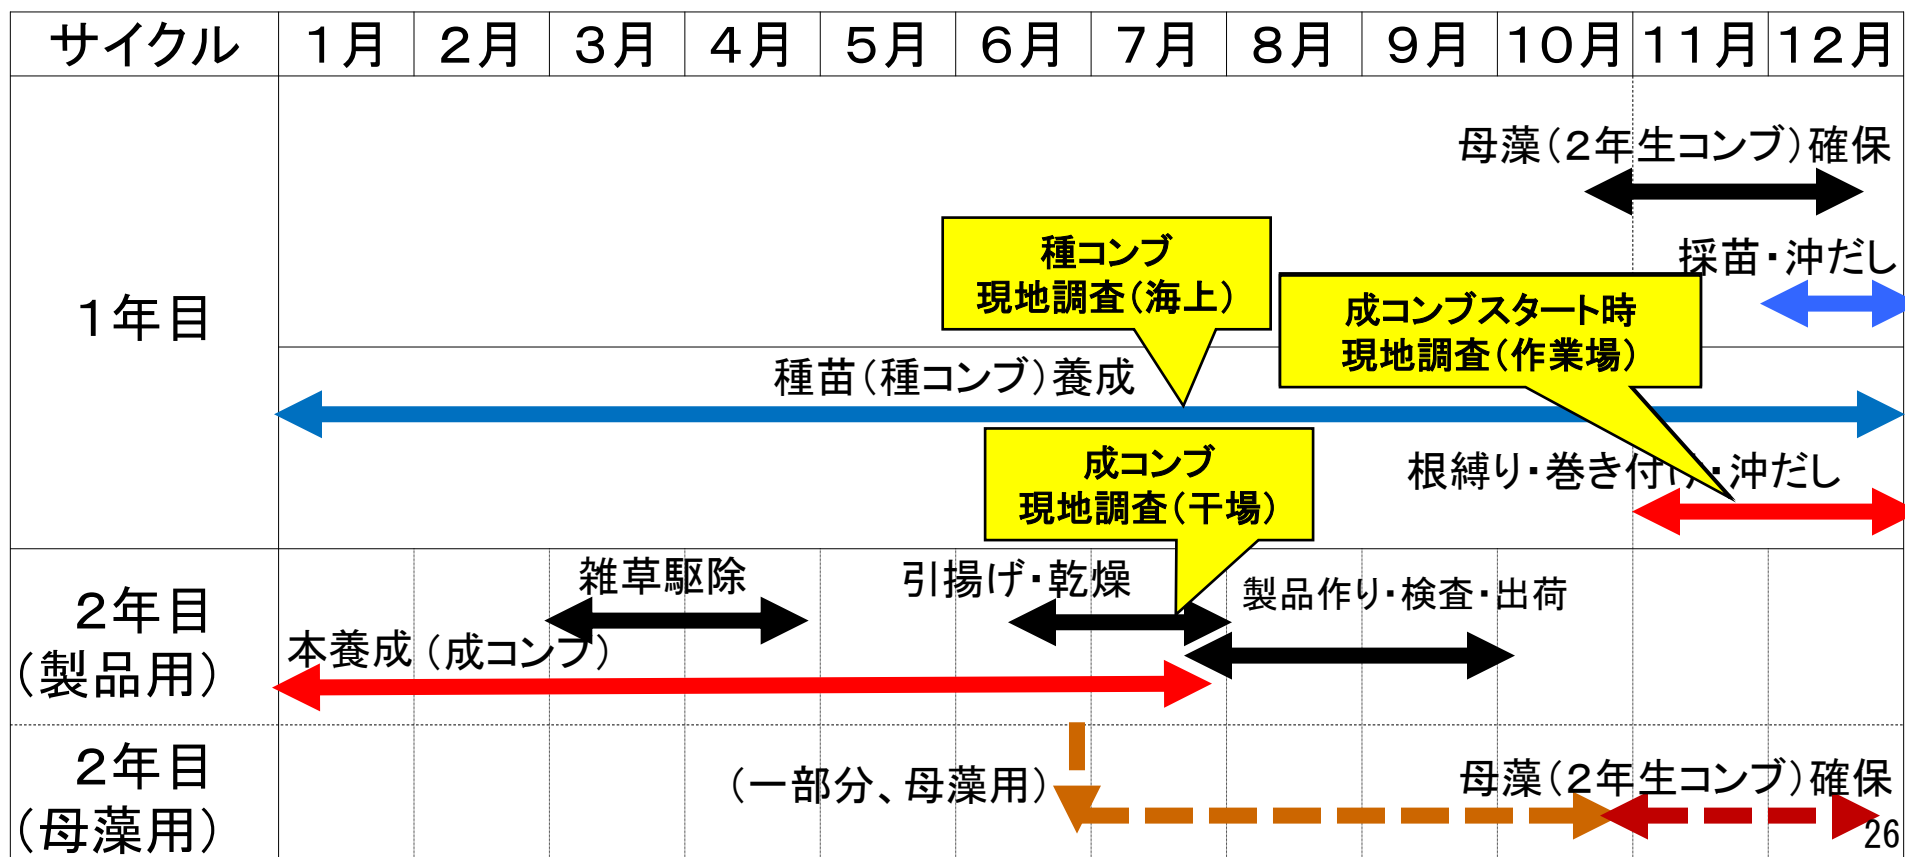 サイクル 1月 2月 3月 4月 5月 6月 7月 8月 9月 10月 11月 12月
1年目
母藻(2年生コンブ)確保
採苗・沖だし
種コンブ
現地調査(海上)
成コンブスタート時
現地調査(作業場)
種苗(種コンブ)養成
根縛り・巻き付け・沖だし
成コンブ
現地調査(干場)
2年目
(製品用)
雑草駆除
引揚げ・乾燥
製品作り・検査・出荷
本養成(成コンブ)
2年目
(母藻用)
(一部分、母藻用)
母藻(2年生コンブ)確保
26